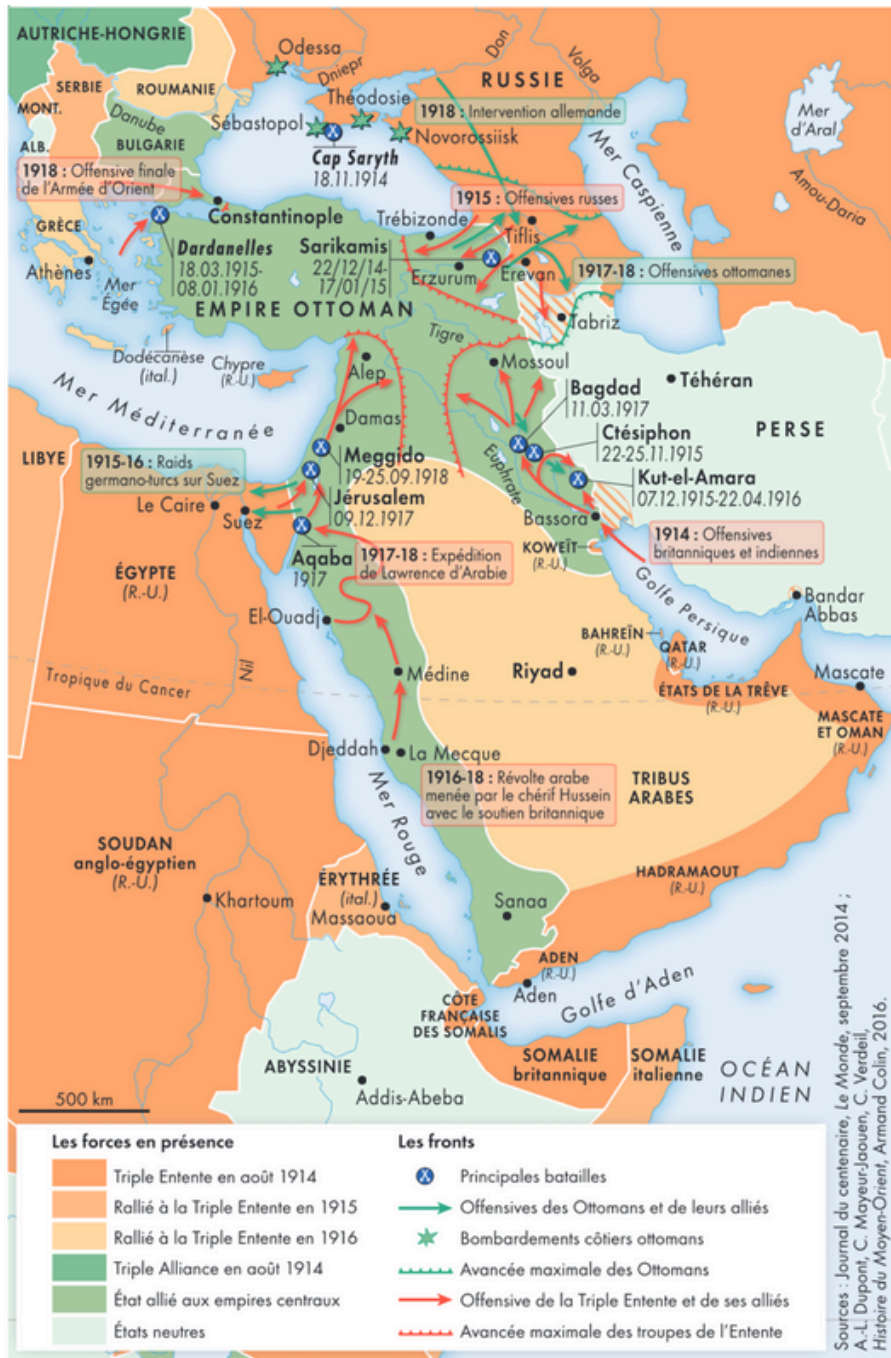 AUTRICHE-HONGRIE
Odessa
Dniepr
Don
Volga
SERBIE
ROUMANIE
RUSSIE
Mer
d'Aral
MONT.
Danube
Théodosie
1918 : Intervention allemande
Sébastopol
Novorossiisk
ALB.
BULGARIE
Mer Noire
Cap Saryth
18.11.1914
Mer Caspienne
Amou-Daria
1918 : Offensive finale
de l'Armée d'Orient
1915 : Offensives russes
Constantinople
Trébizonde
Tiflis
GRÈCE
Dardanelles
18.03.1915-
08.01.1916
Sarikamis
22/12/14-
17/01/15
Erzurum
Erevan
1917-18 : Offensives ottomanes
Athènes
Mer
Égée
EMPIRE OTTOMAN
Tabriz
Tigre
Dodécanèse
(ital.)
Chypre
(R.-U.)
Alep
Mossoul
Téhéran
Mer Méditerranée
Bagdad
11.03.1917
Damas
Ctésiphon
22-25.11.1915
PERSE
LIBYE
1915-16 : Raids
germano-turcs sur Suez
Meggido
19-25.09.1918
Euphrate
Kut-el-Amara
07.12.1915-22.04.1916
Le Caire
Suez
Jérusalem
09.12.1917
Bassora
Aqaba
1917
1917-18 : Expédition
de Lawrence d'Arabie
KOWEÏT
(R.-U.)
1914 : Offensives
britanniques et indiennes
ÉGYPTE
(R.-U.)
Golfe Persique
Bandar
Abbas
El-Ouadj
BAHREÏN
(R.-U.)
QATAR
(R.-U.)
Nil
Tropique du Cancer
Médine
Riyad
Mascate
ÉTATS DE LA TRÊVE
(R.-U.)
MASCATE
ET OMAN
(R.-U.)
Djeddah
La Mecque
Mer Rouge
1916-18 : Révolte arabe
menée par le chérif Hussein
avec le soutien britannique
TRIBUS
ARABES
SOUDAN
anglo-égyptien
(R.-U.)
HADRAMAOUT
(R.-U.)
ÉRYTHRÉE
(ital.)
Massaoua
Khartoum
Sanaa
ADEN
(R.-U.)
Aden
Golfe d'Aden
CÔTE
FRANÇAISE
DES SOMALIS
ABYSSINIE
SOMALIE
britannique
SOMALIE
italienne
OCÉAN
INDIEN
Addis-Abeba
500 km
Les forces en présence
Triple Entente en août 1914
Rallié à la Triple Entente en 1915
Rallié à la Triple Entente en 1916
Triple Alliance en août 1914
État allié aux empires centraux
États neutres
Les fronts
Principales batailles
Offensives des Ottomans et de leurs alliés
Bombardements côtiers ottomans
Avancée maximale des Ottomans
Offensive de la Triple Entente et de ses alliés
Avancée maximale des troupes de l'Entente
Sources : Journal du centenaire, Le Monde, septembre 2014 ;
A.-L. Dupont, C. Mayeur-Jaouen, C. Verdeil,
Histoire du Moyen-Orient, Armand Colin, 2016.